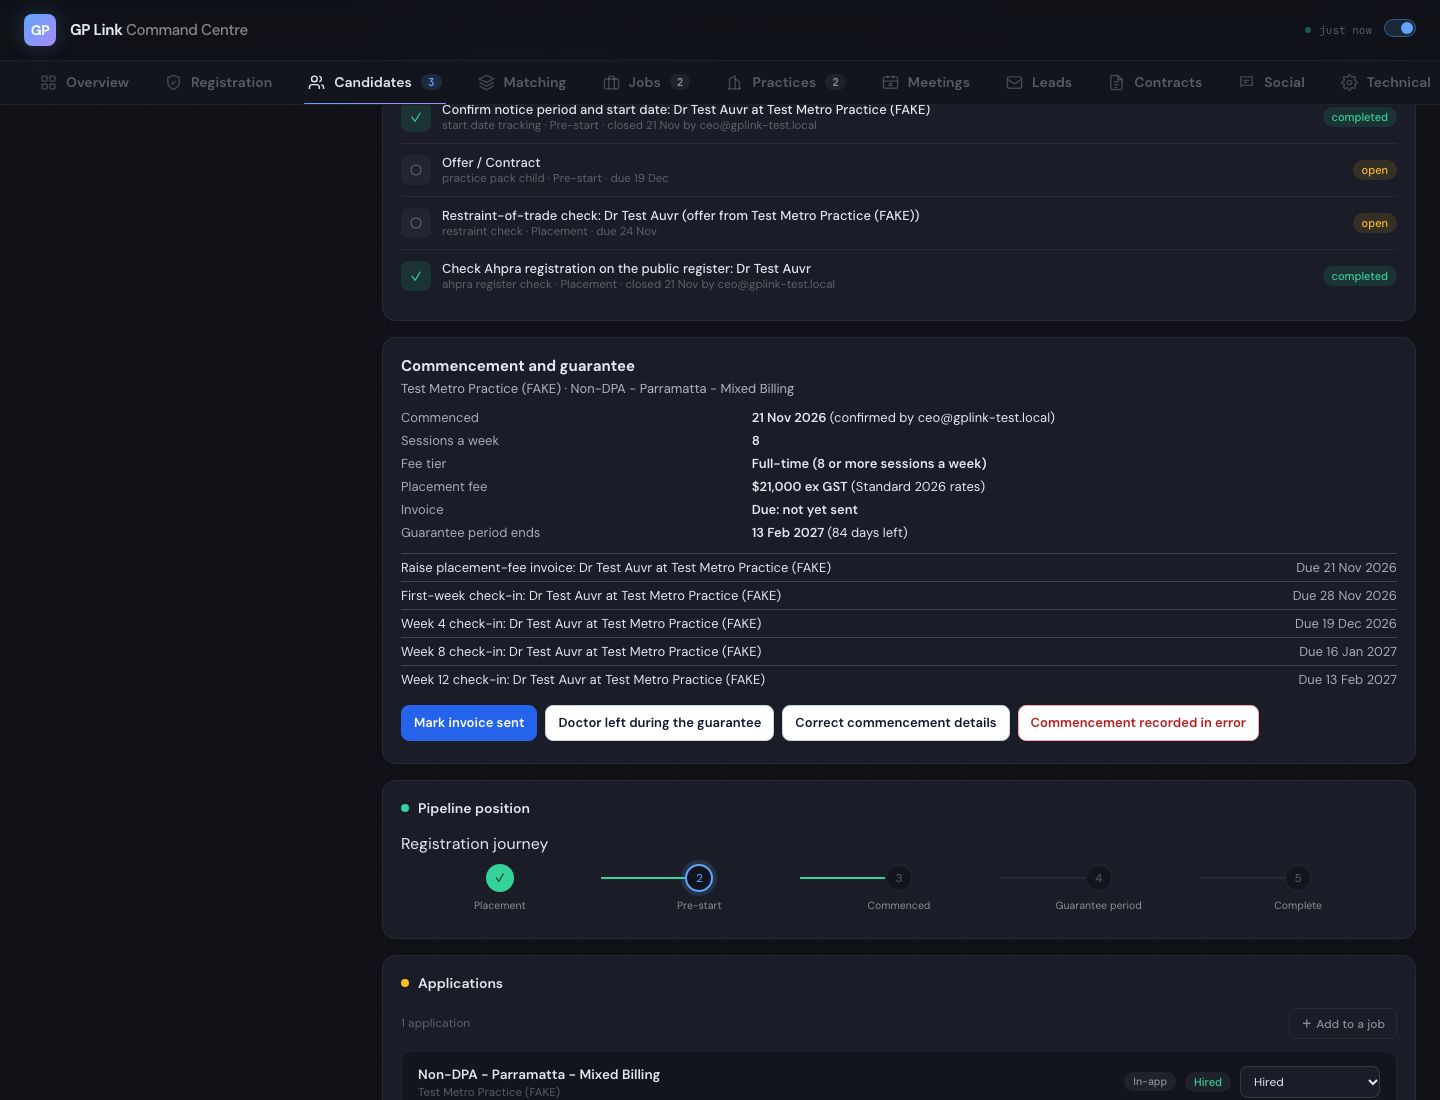 GP GP Link Command Centre
just now
Overview Registration Candidates 3 Matching Jobs 2 Practices 2 Meetings Leads Contracts Social Technical
Confirm notice period and start date: Dr Test Auvr at Test Metro Practice (FAKE)
start date tracking · Pre-start · closed 21 Nov by ceo@gplink-test.local
completed
Offer / Contract
practice pack child · Pre-start · due 19 Dec
open
Restraint-of-trade check: Dr Test Auvr (offer from Test Metro Practice (FAKE))
restraint check · Placement · due 24 Nov
open
Check Ahpra registration on the public register: Dr Test Auvr
ahpra register check · Placement · closed 21 Nov by ceo@gplink-test.local
completed
Commencement and guarantee
Test Metro Practice (FAKE) · Non-DPA - Parramatta - Mixed Billing
Commenced 21 Nov 2026 (confirmed by ceo@gplink-test.local)
Sessions a week 8
Fee tier Full-time (8 or more sessions a week)
Placement fee $21,000 ex GST (Standard 2026 rates)
Invoice Due: not yet sent
Guarantee period ends 13 Feb 2027 (84 days left)
Raise placement-fee invoice: Dr Test Auvr at Test Metro Practice (FAKE) Due 21 Nov 2026
First-week check-in: Dr Test Auvr at Test Metro Practice (FAKE) Due 28 Nov 2026
Week 4 check-in: Dr Test Auvr at Test Metro Practice (FAKE) Due 19 Dec 2026
Week 8 check-in: Dr Test Auvr at Test Metro Practice (FAKE) Due 16 Jan 2027
Week 12 check-in: Dr Test Auvr at Test Metro Practice (FAKE) Due 13 Feb 2027
Mark invoice sent Doctor left during the guarantee Correct commencement details Commencement recorded in error
Pipeline position
Registration journey
2 3 4 5
Placement Pre-start Commenced Guarantee period Complete
Applications
1 application + Add to a job
Non-DPA - Parramatta - Mixed Billing
Test Metro Practice (FAKE)
In-app Hired Hired